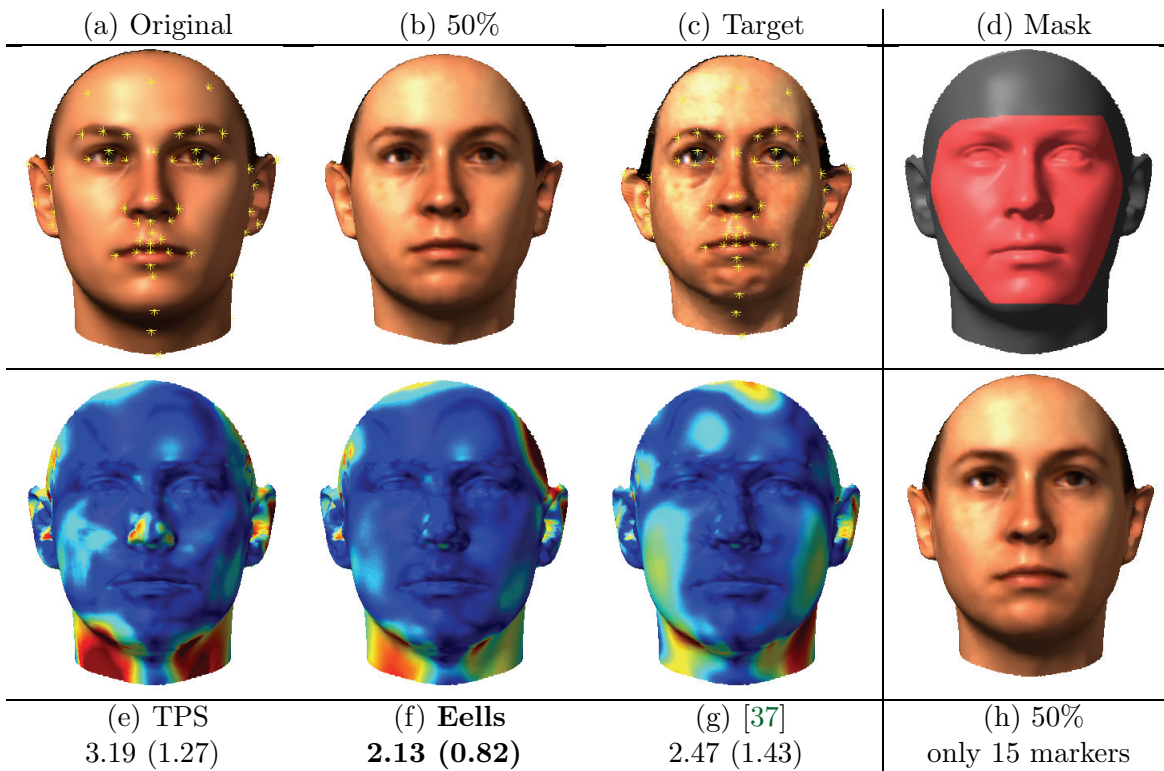 (a) Original (b) 50% (c) Target (d) Mask
(e) TPS (f) Eells (g) [37] (h) 50%
3.19 (1.27) 2.13 (0.82) 2.47 (1.43) only 15 markers